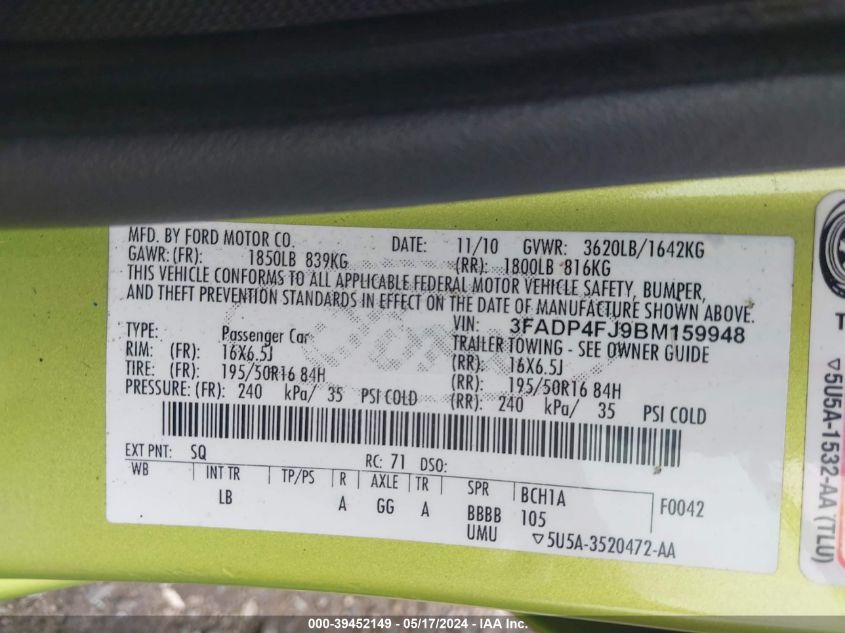 MFD. BY FORD MOTOR CO. DATE: 11/10 GVWR: 3620LB/1642KG
GAWR:(FR): 1850LB 839KG (RR): 1800LB 816KG
THIS VEHICLE CONFORMS TO ALL APPLICABLE FEDERAL MOTOR VEHICLE SAFETY, BUMPER,
AND THEFT PREVENTION STANDARDS IN EFFECT ON THE DATE OF MANUFACTURE SHOWN ABOVE.
VIN: 3FADP4FJ9BM159948
TYPE: Passenger Car TRAILER TOWING - SEE OWNER GUIDE
RIM: (FR): 16X6.5J (RR): 16X6.5J
TIRE: (FR): 195/50R16 84H (RR): 195/50R16 84H
PRESSURE: (FR): 240 kPa/ 35 PSI COLD (RR): 240 kPa/ 35 PSI COLD
EXT PNT: SQ RC: 71 DSO:
WB INT TR TP/PS R AXLE TR SPR BCH1A F0042
LB A GG A BBBB 105
UMU ▽5U5A-3520472-AA
▽5U5A-1532-AA (TLU)
000-39452149 - 05/17/2024 - IAA Inc.